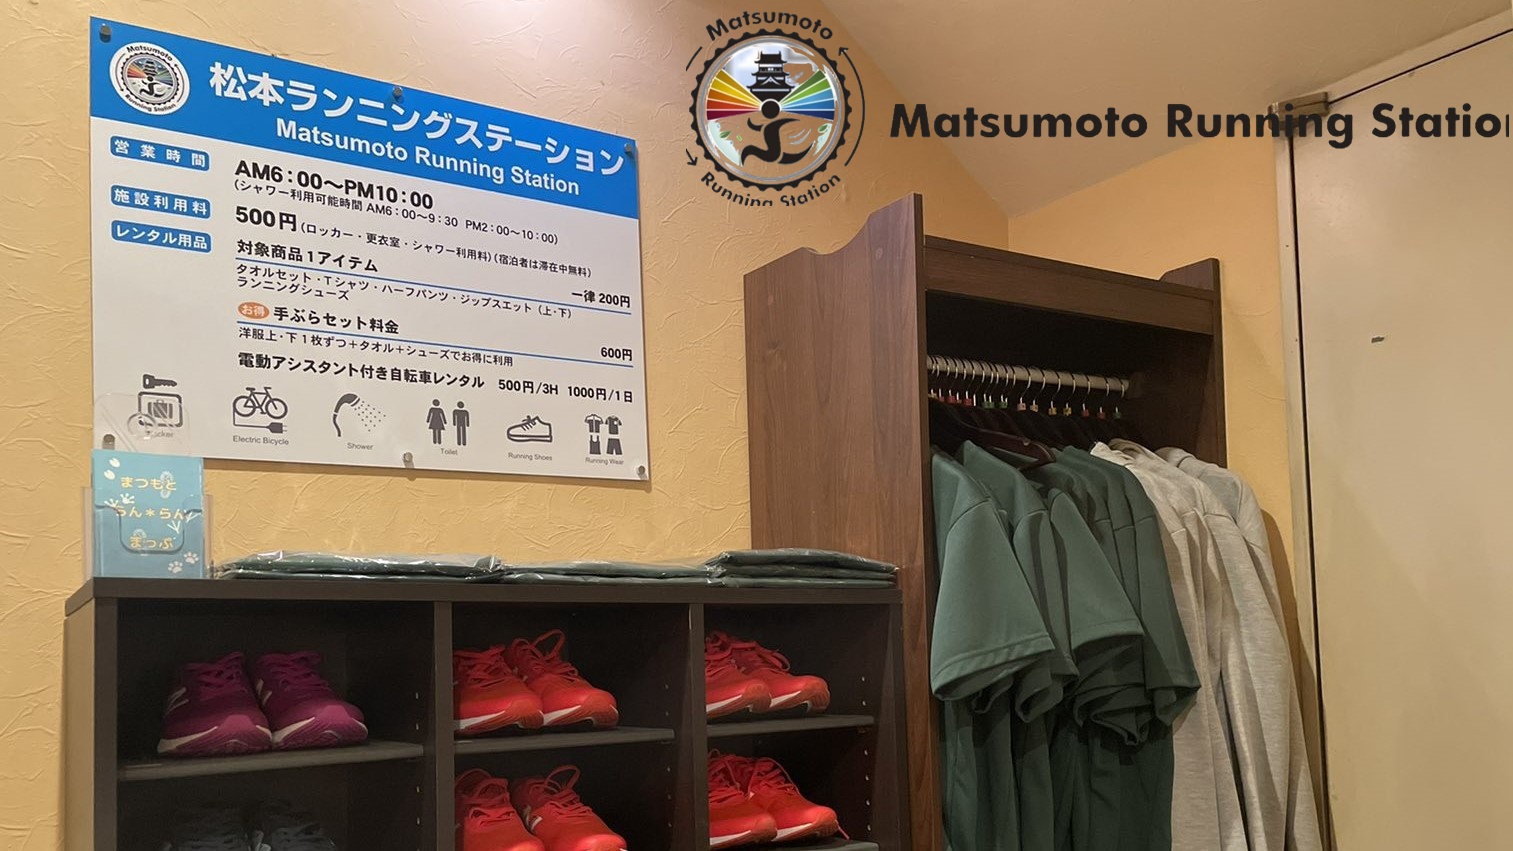 Matsumoto
Running Station
松本ランニングステーション
Matsumoto Running Station
営業時間
AM6:00～PM10:00
(シャワー利用可能時間 AM6:00～9:30 PM2:00～10:00)
施設利用料
500円(ロッカー・更衣室・シャワー利用料)(宿泊者は滞在中無料)
レンタル用品
対象商品1アイテム
一律200円
タオルセット・Tシャツ・ハーフパンツ・ジップスエット(上・下)
ランニングシューズ
お得 手ぶらセット料金
600円
洋服上・下1枚ずつ+タオル+シューズでお得に利用
電動アシスタント付き自転車レンタル 500円/3H 1000円/1日
Electric Bicycle
Shower
Toilet
Running Shoes
Running Wear
まつもと
らん*らん
まっぷ
Matsumoto
Running Station
Matsumoto Running Statio